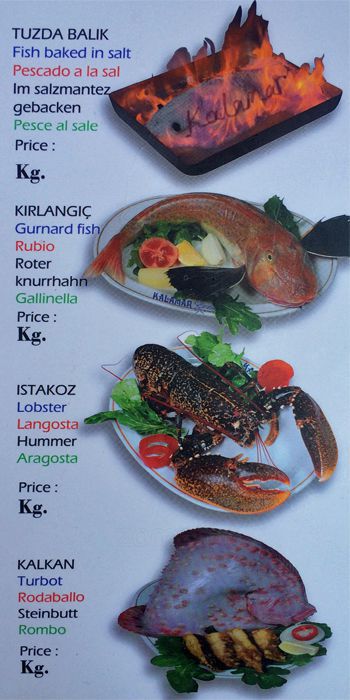 TUZDA BALIK
Fish baked in salt
Pescado a la sal
Im salzmantez
gebacken
Pesce al sale
Price :
Kg.
Kalamar
KIRLANGIÇ
Gurnard fish
Rubio
Roter
knurrhahn
Gallinella
Price :
Kg.
KALAMAR
ISTAKOZ
Lobster
Langosta
Hummer
Aragosta
Price :
Kg.
KALKAN
Turbot
Rodaballo
Steinbutt
Rombo
Price :
Kg.